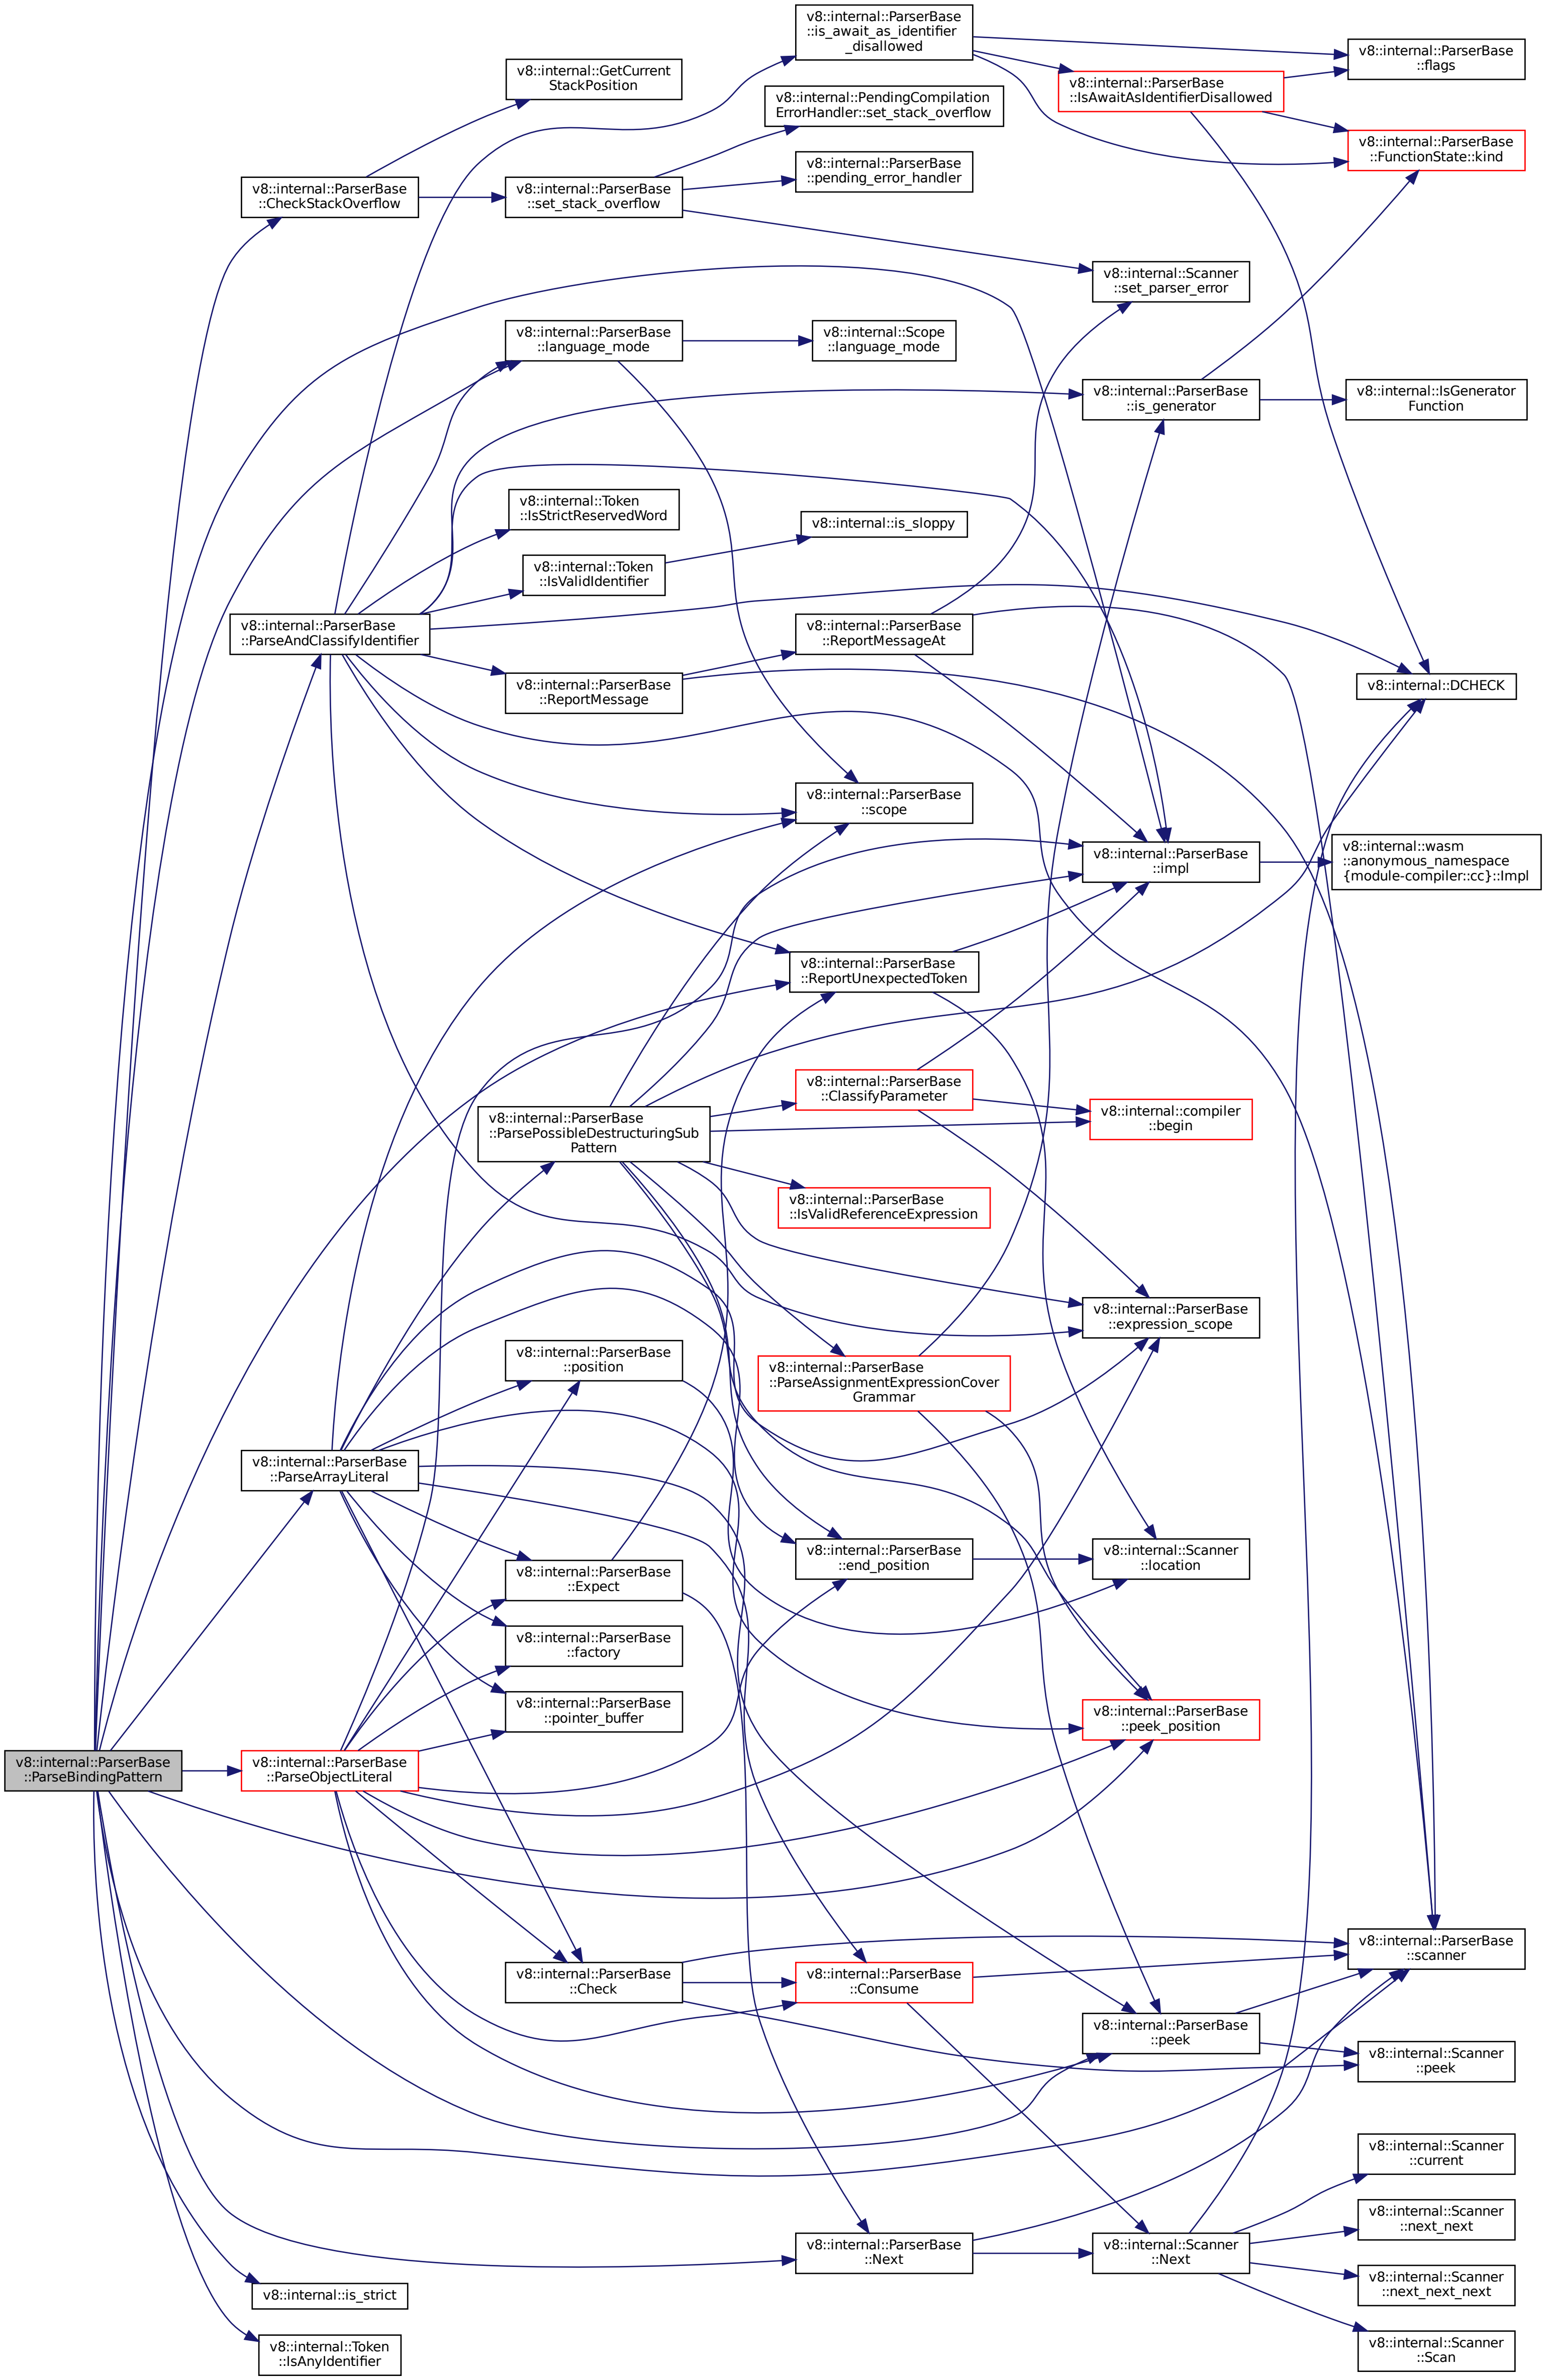 v8::internal::ParserBase
::is_await_as_identifier
_disallowed
v8::internal::ParserBase
::flags
v8::internal::GetCurrent
StackPosition
v8::internal::ParserBase
::IsAwaitAsIdentifierDisallowed
v8::internal::PendingCompilation
ErrorHandler::set_stack_overflow
v8::internal::ParserBase
::FunctionState::kind
v8::internal::ParserBase
::pending_error_handler
v8::internal::ParserBase
::CheckStackOverflow
v8::internal::ParserBase
::set_stack_overflow
v8::internal::Scanner
::set_parser_error
v8::internal::ParserBase
::language_mode
v8::internal::Scope
::language_mode
v8::internal::ParserBase
::is_generator
v8::internal::IsGenerator
Function
v8::internal::Token
::IsStrictReservedWord
v8::internal::is_sloppy
v8::internal::Token
::IsValidIdentifier
v8::internal::ParserBase
::ParseAndClassifyIdentifier
v8::internal::ParserBase
::ReportMessageAt
v8::internal::ParserBase
::ReportMessage
v8::internal::DCHECK
v8::internal::ParserBase
::scope
v8::internal::ParserBase
::impl
v8::internal::wasm
::anonymous_namespace
{module-compiler::cc}::Impl
v8::internal::ParserBase
::ReportUnexpectedToken
v8::internal::ParserBase
::ClassifyParameter
v8::internal::compiler
::begin
v8::internal::ParserBase
::ParsePossibleDestructuringSub
Pattern
v8::internal::ParserBase
::IsValidReferenceExpression
v8::internal::ParserBase
::expression_scope
v8::internal::ParserBase
::position
v8::internal::ParserBase
::ParseAssignmentExpressionCover
Grammar
v8::internal::ParserBase
::ParseArrayLiteral
v8::internal::ParserBase
::end_position
v8::internal::Scanner
::location
v8::internal::ParserBase
::Expect
v8::internal::ParserBase
::factory
v8::internal::ParserBase
::pointer_buffer
v8::internal::ParserBase
::peek_position
v8::internal::ParserBase
::ParseBindingPattern
v8::internal::ParserBase
::ParseObjectLiteral
v8::internal::ParserBase
::scanner
v8::internal::ParserBase
::Check
v8::internal::ParserBase
::Consume
v8::internal::ParserBase
::peek
v8::internal::Scanner
::peek
v8::internal::Scanner
::current
v8::internal::Scanner
::next_next
v8::internal::ParserBase
::Next
v8::internal::Scanner
::Next
v8::internal::Scanner
::next_next_next
v8::internal::is_strict
v8::internal::Scanner
::Scan
v8::internal::Token
::IsAnyIdentifier